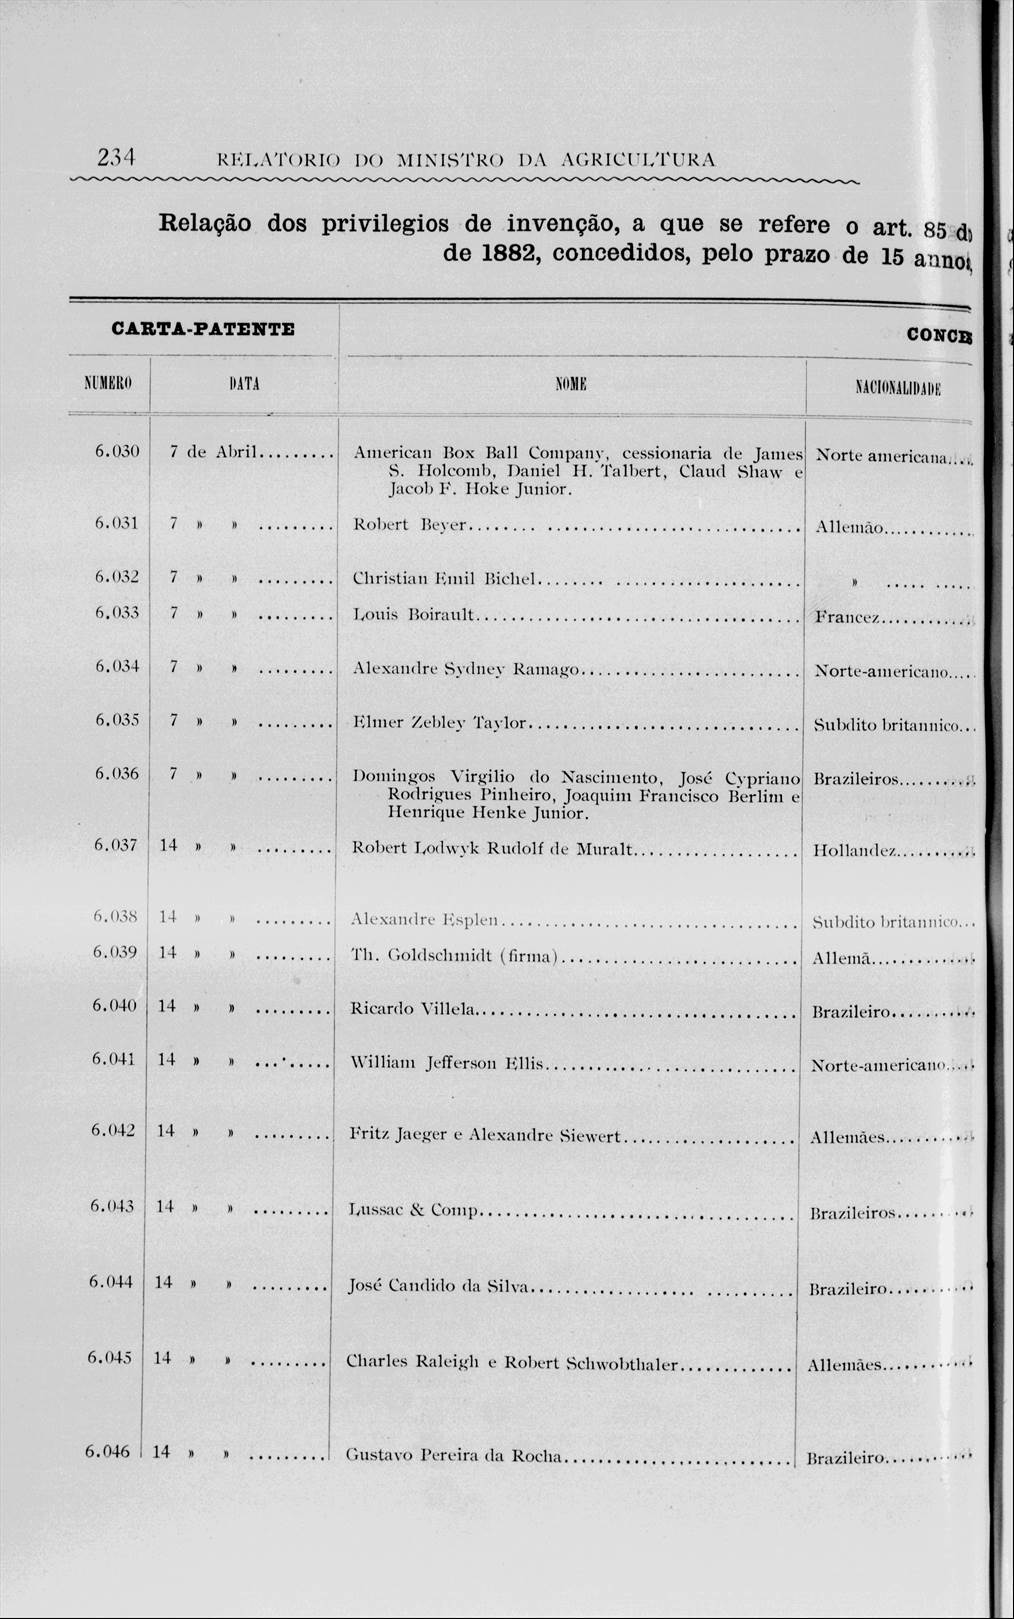 234 RELATORIO DO MINISTRO DA AGRICULTURA
Relação dos privilegios de invenção, a que se refere o art. 85 d
de 1882, concedidos, pelo prazo de 15 annos,
CARTA-PATENTE CONCE
NUMERO DATA NOME NACIONALIDADE
6.030 7 de Abril......... American Box Ball Company, cessionaria de James Norte americana.....
S. Holcomb, Daniel H. Talbert, Claud Shaw e
Jacob F. Hoke Junior.
6.031 7 » » ......... Robert Beyer..................................... Allemão............
6.032 7 » » ......... Christian Emil Bichel............................. » ..........
6.033 7 » » ......... Louis Boirault..................................... Francez............
6.034 7 » » ......... Alexandre Sydney Ramago......................... Norte-americano....
6.035 7 » » ......... Elmer Zebley Taylor............................... Subdito britannico...
6.036 7 » » ......... Domingos Virgilio do Nascimento, José Cypriano Brazileiros..........
Rodrigues Pinheiro, Joaquim Francisco Berlim e
Henrique Henke Junior.
6.037 14 » » ......... Robert Lodwyk Rudolf de Muralt................... Hollandez..........
6.038 14 » » ......... Alexandre Esplen.................................. Subdito britannico...
6.039 14 » » ......... Th. Goldschmidt (firma)........................... Allemã.............
6.040 14 » » ......... Ricardo Villela..................................... Brazileiro..........
6.041 14 » » ......... William Jefferson Ellis............................. Norte-americano.....
6.042 14 » » ......... Fritz Jaeger e Alexandre Siewert.................... Allemães...........
6.043 14 » » ......... Lussac & Comp.................................... Brazileiros..........
6.044 14 » » ......... José Candido da Silva.............................. Brazileiro..........
6.045 14 » » ......... Charles Raleigh e Robert Schwobthaler............. Allemães...........
6.046 14 » » ......... Gustavo Pereira da Rocha.......................... Brazileiro..........